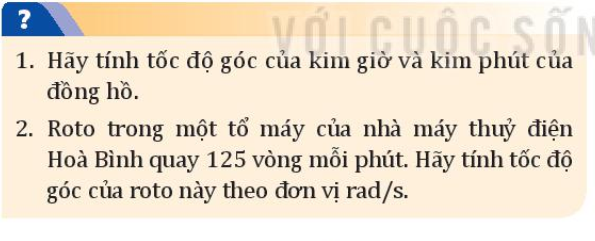 ?
VỚI CUỘC SỐN
1. Hãy tính tốc độ góc của kim giờ và kim phút của
đồng hồ.
2. Roto trong một tổ máy của nhà máy thuỷ điện
Hoà Bình quay 125 vòng mỗi phút. Hãy tính tốc độ
góc của roto này theo đơn vị rad/s.